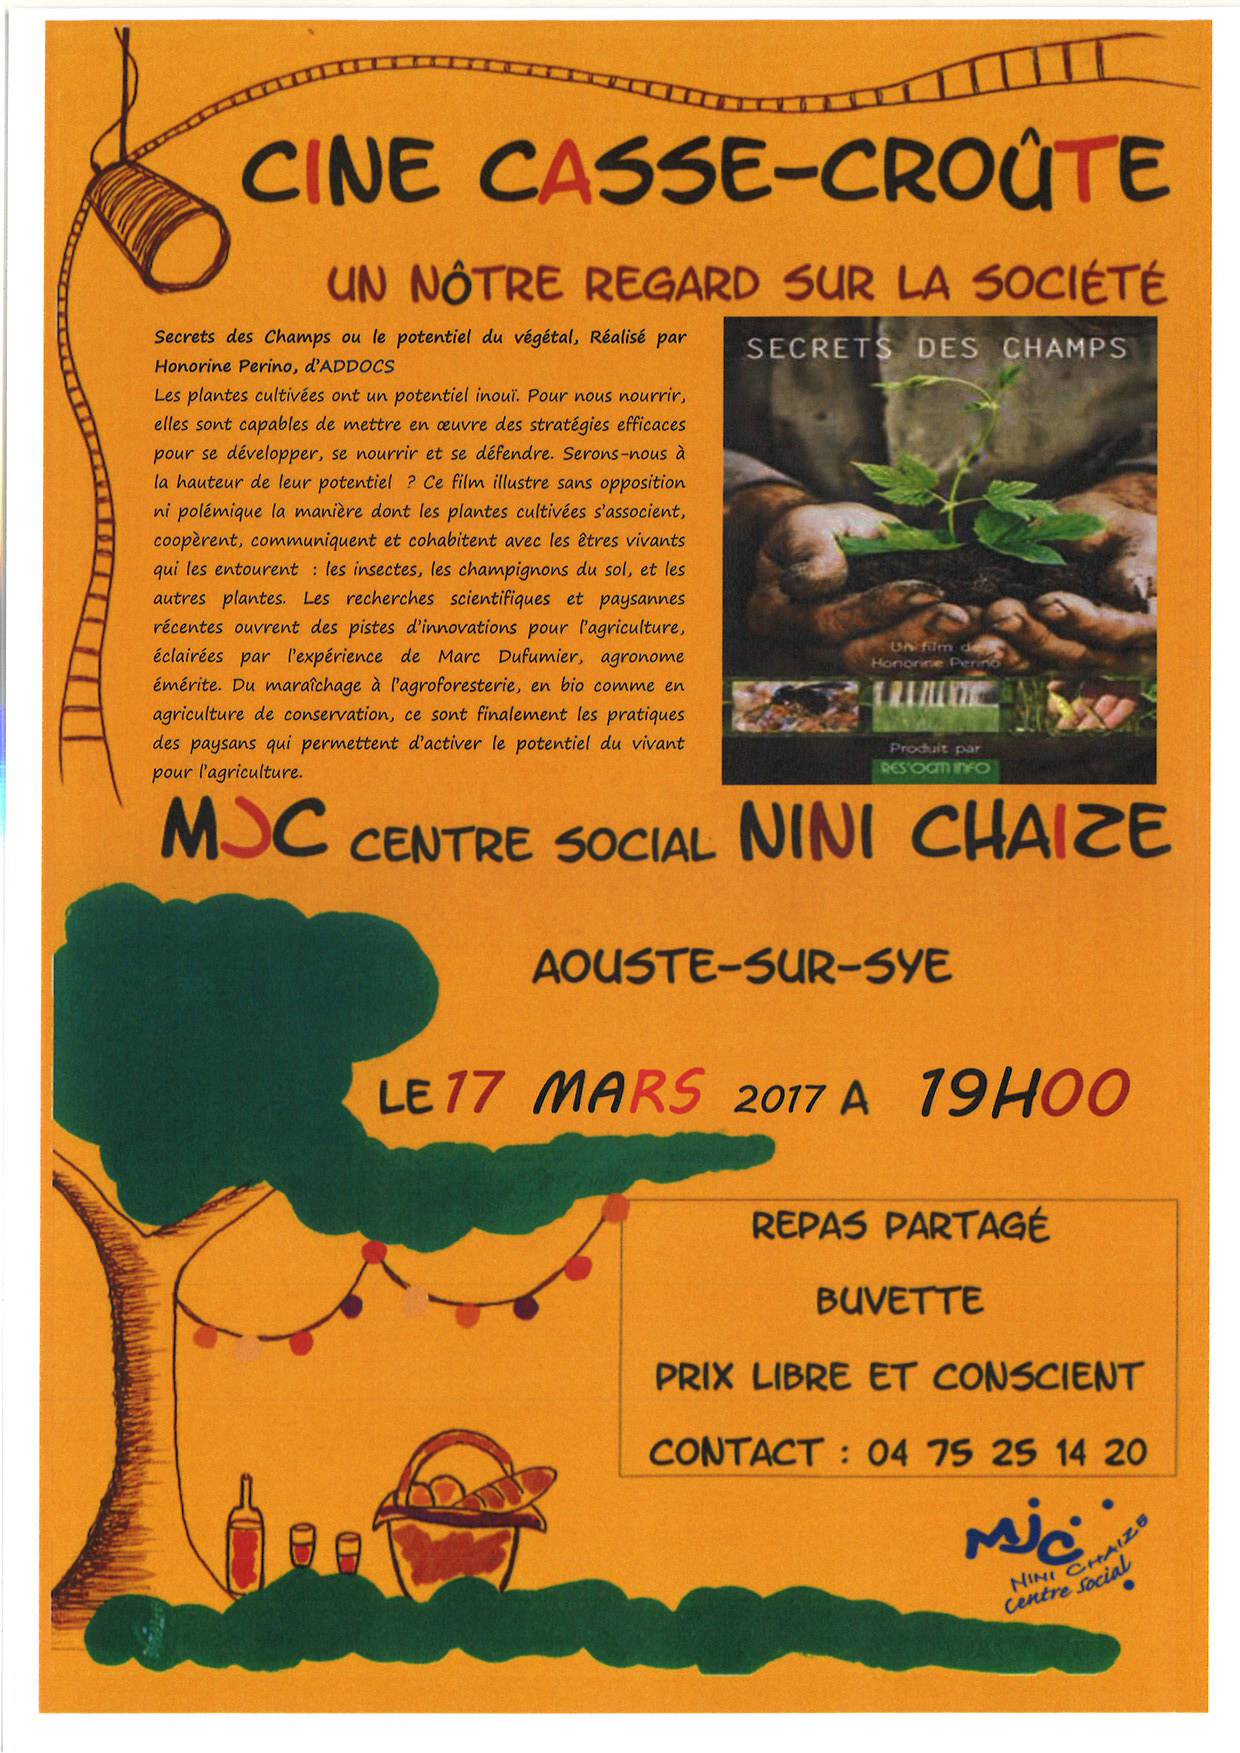 CINE CASSE-CROÛTE
UN NÔTRE REGARD SUR LA SOCIÉTÉ
Secrets des Champs ou le potentiel du végétal, Réalisé par
Honorine Perino, d'ADDOCS
Les plantes cultivées ont un potentiel inouï. Pour nous nourrir,
elles sont capables de mettre en œuvre des stratégies efficaces
pour se développer, se nourrir et se défendre. Serons-nous à
la hauteur de leur potentiel ? Ce film illustre sans opposition
ni polémique la manière dont les plantes cultivées s'associent,
coopèrent, communiquent et cohabitent avec les êtres vivants
qui les entourent : les insectes, les champignons du sol, et les
autres plantes. Les recherches scientifiques et paysannes
récentes ouvrent des pistes d'innovations pour l'agriculture,
éclairées par l'expérience de Marc Dufumier, agronome
émérite. Du maraîchage à l'agroforesterie, en bio comme en
agriculture de conservation, ce sont finalement les pratiques
des paysans qui permettent d'activer le potentiel du vivant
pour l'agriculture.
SECRETS DES CHAMPS
Un film de
Honorine Perino
Produit par
RES'OGM INFO
MJC CENTRE SOCIAL NINI CHAIZE
AOUSTE-SUR-SYE
LE 17 MARS 2017 A 19H00
REPAS PARTAGÉ
BUVETTE
PRIX LIBRE ET CONSCIENT
CONTACT : 04 75 25 14 20
MJC
NINI CHAIZE
Centre Social